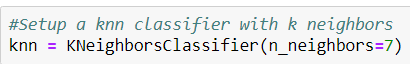 #Setup a knn classifier with k neighbors
knn = KNeighborsClassifier(n_neighbors=7)